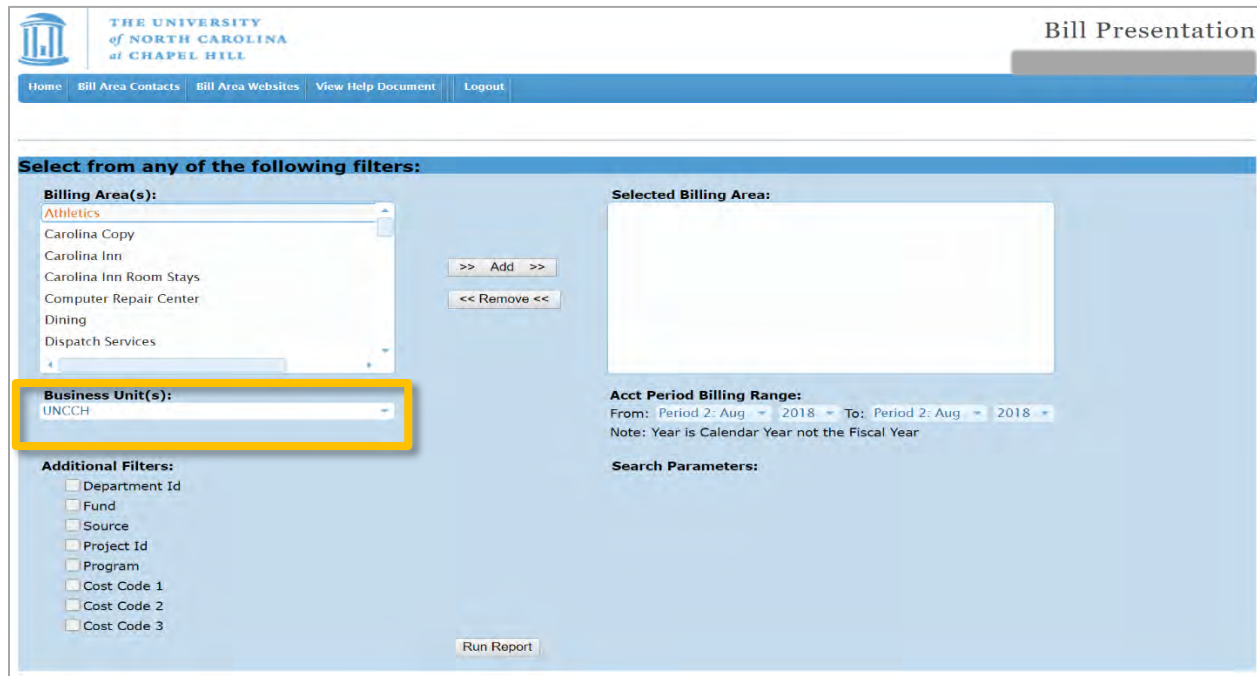 THE UNIVERSITY
of NORTH CAROLINA
at CHAPEL HILL
Bill Presentation
Home Bill Area Contacts Bill Area Websites View Help Document Logout
Select from any of the following filters:
Billing Area(s):
Athletics
Carolina Copy
Carolina Inn
Carolina Inn Room Stays
Computer Repair Center
Dining
Dispatch Services
>> Add >>
<< Remove <<
Selected Billing Area:
Business Unit(s):
UNCCH
Acct Period Billing Range:
From: Period 2: Aug 2018 To: Period 2: Aug 2018
Note: Year is Calendar Year not the Fiscal Year
Additional Filters:
Department Id
Fund
Source
Project Id
Program
Cost Code 1
Cost Code 2
Cost Code 3
Search Parameters:
Run Report